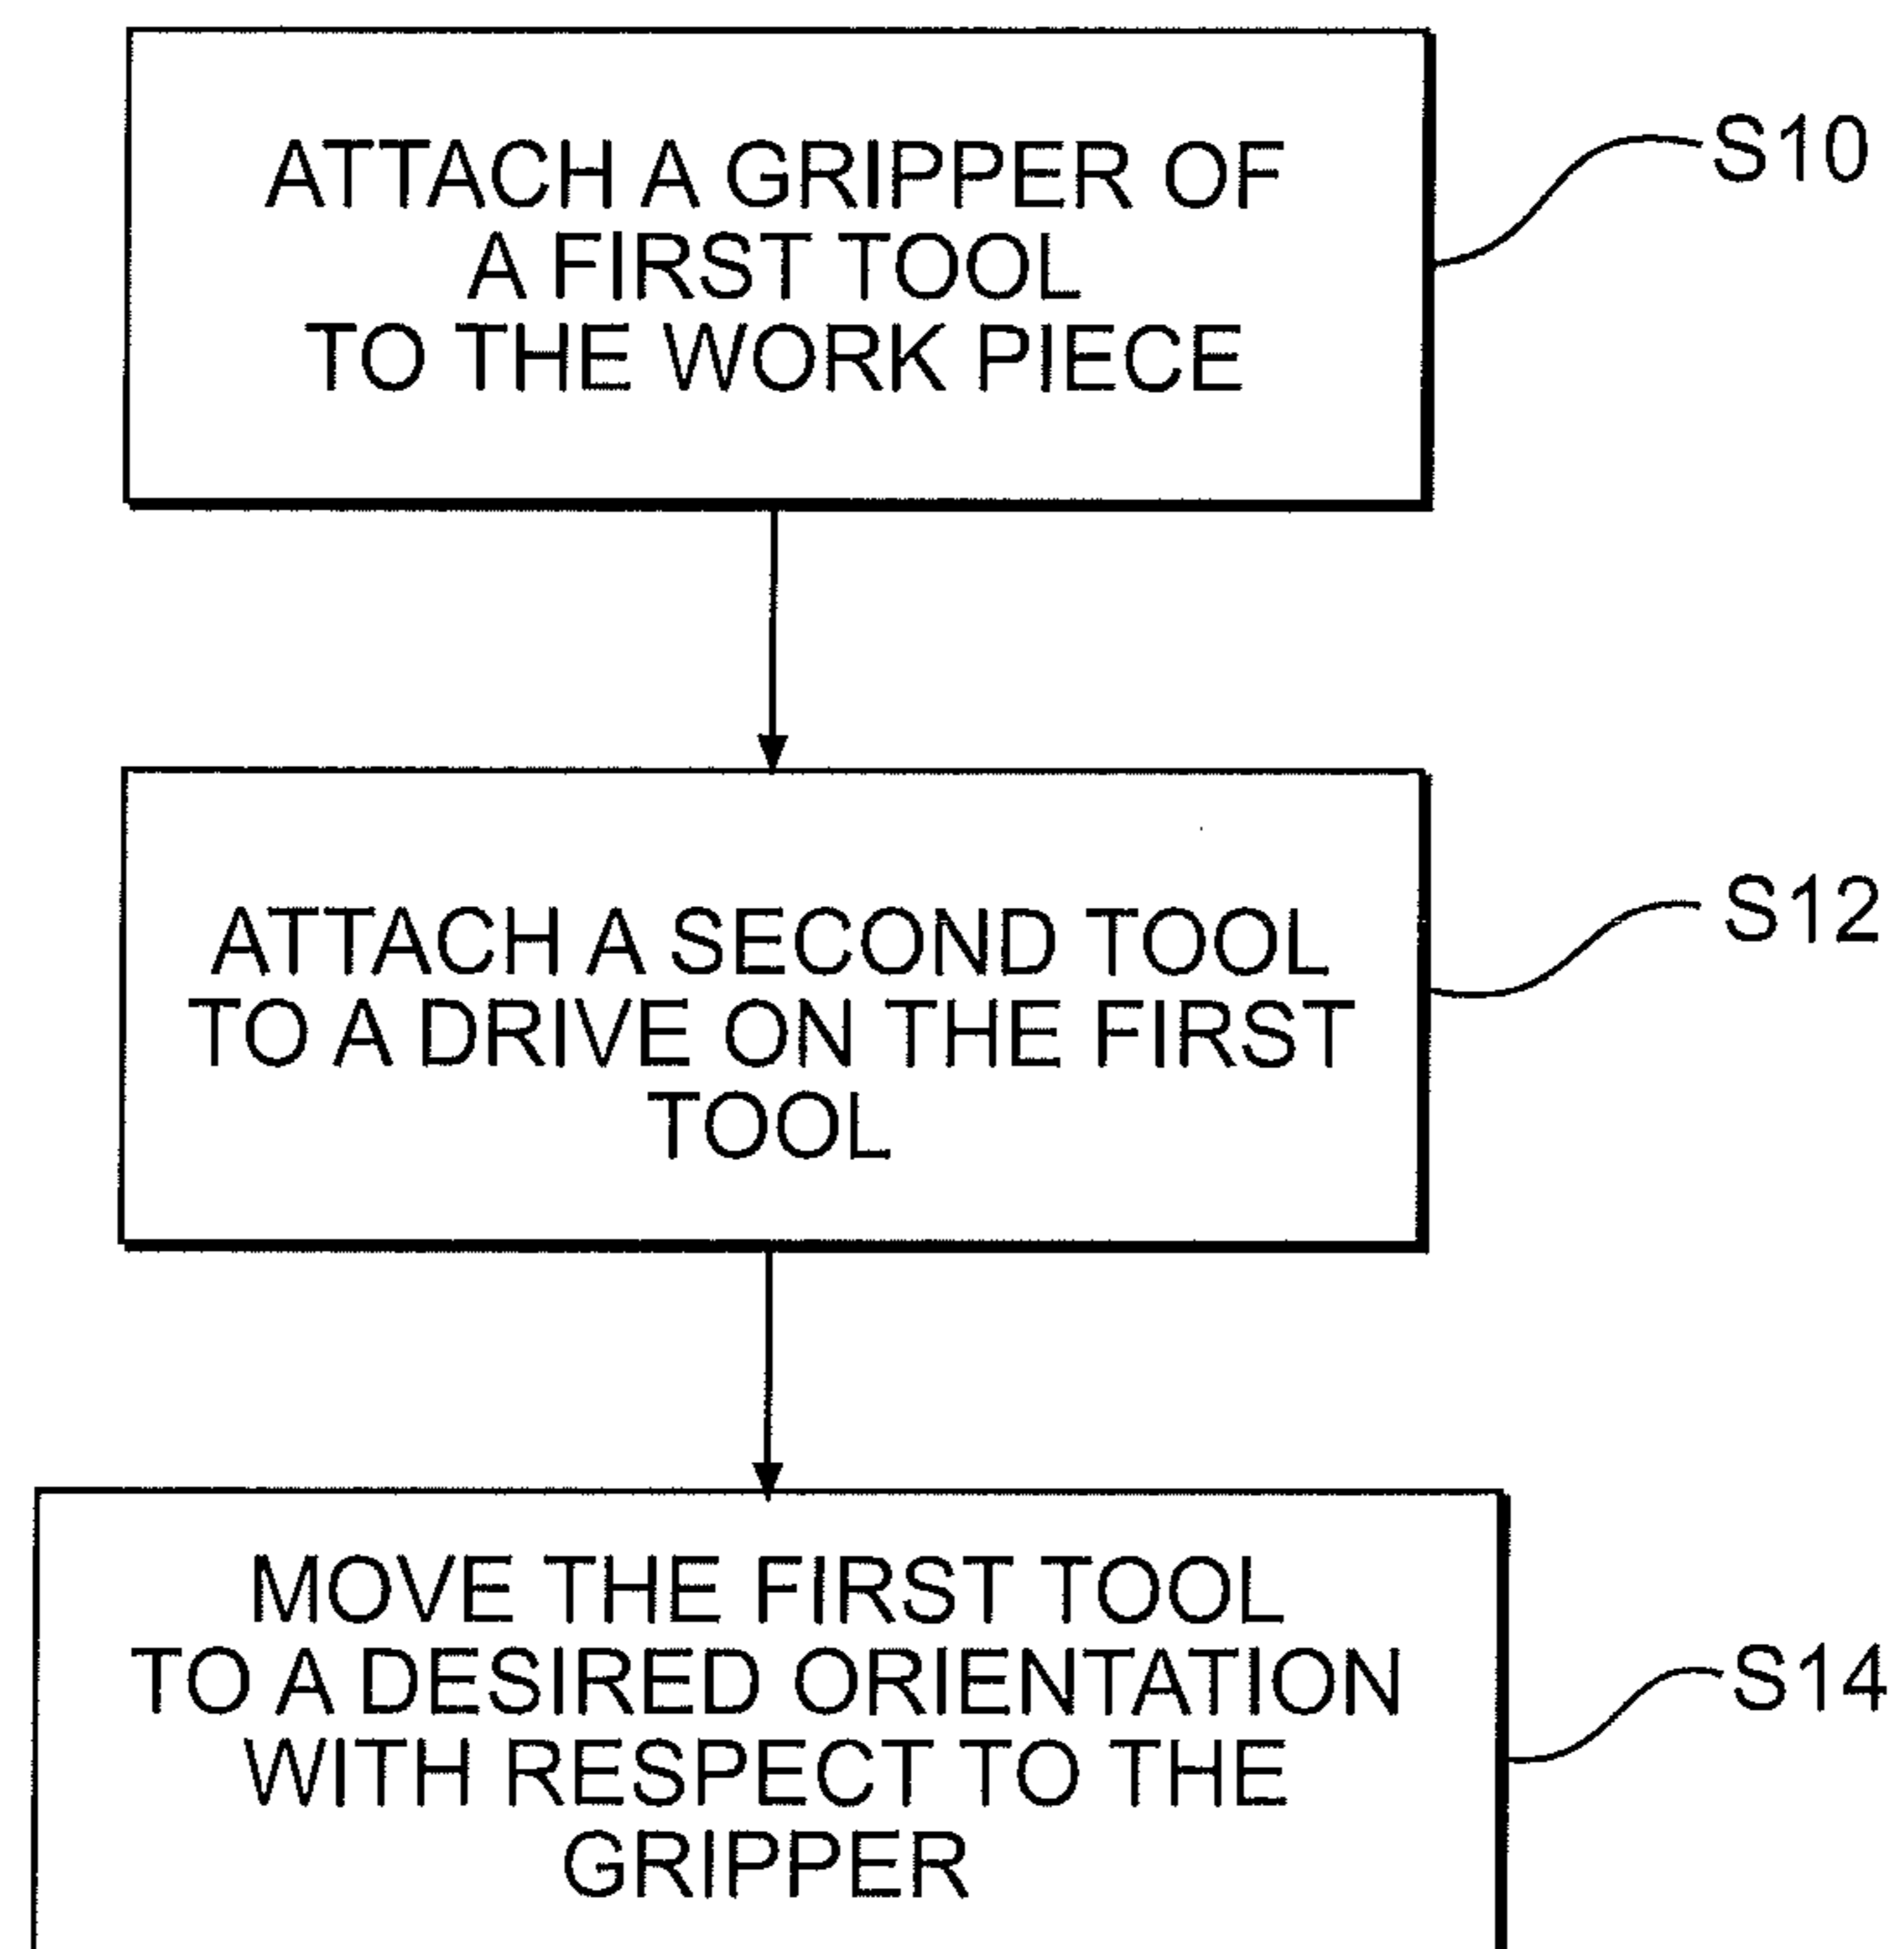 ATTACH A GRIPPER OF
A FIRST TOOL
TO THE WORK PIECE
S10
ATTACH A SECOND TOOL
TO A DRIVE ON THE FIRST
TOOL
S12
MOVE THE FIRST TOOL
TO A DESIRED ORIENTATION
WITH RESPECT TO THE
GRIPPER
S14